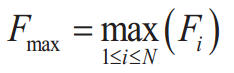 F_max = max_{1≤i≤N}(F_i)